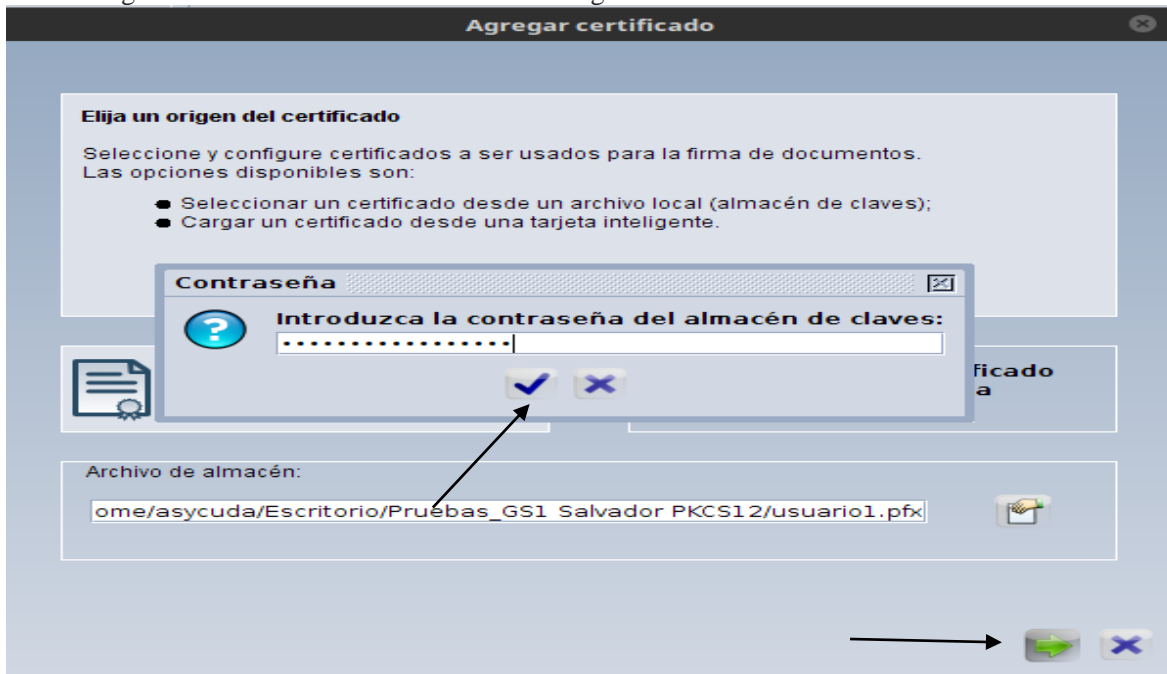 Agregar certificado
Elija un origen del certificado
Seleccione y configure certificados a ser usados para la firma de documentos.
Las opciones disponibles son:
Seleccionar un certificado desde un archivo local (almacén de claves);
Cargar un certificado desde una tarjeta inteligente.
Contraseña
Introduzca la contraseña del almacén de claves:
Archivo de almacén:
ome/asycuda/Escritorio/Pruebas_GS1 Salvador PKCS12/usuario1.pfx